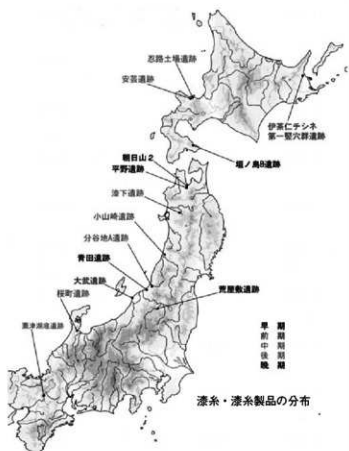 忍路土場遺跡
安芸遺跡
伊茶仁チシネ
第一竪穴群遺跡
垣ノ島B遺跡
朝日山2
平野遺跡
漆下遺跡
小山崎遺跡
分谷地A遺跡
青田遺跡
大武遺跡
桜町遺跡
荒屋敷遺跡
粟津湖底遺跡
早 期
前 期
中 期
後 期
晩 期
漆糸・漆糸製品の分布